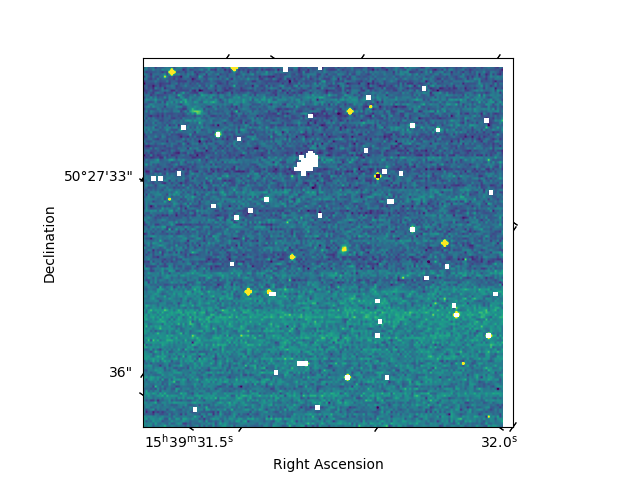 50°27'33"
Declination
36"
15ʰ39ᵐ31.5ˢ
32.0ˢ
Right Ascension